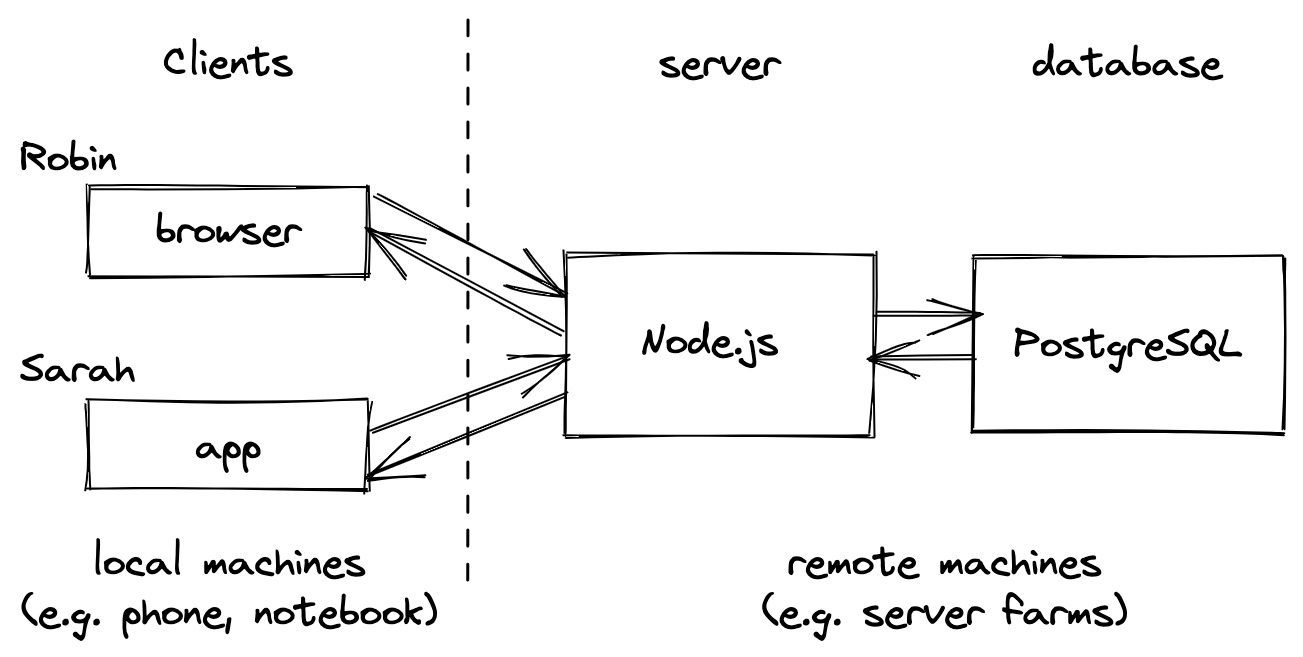 Clients
server
database
Robin
browser
Node.js
PostgreSQL
Sarah
app
local machines
(e.g. phone, notebook)
remote machines
(e.g. server farms)